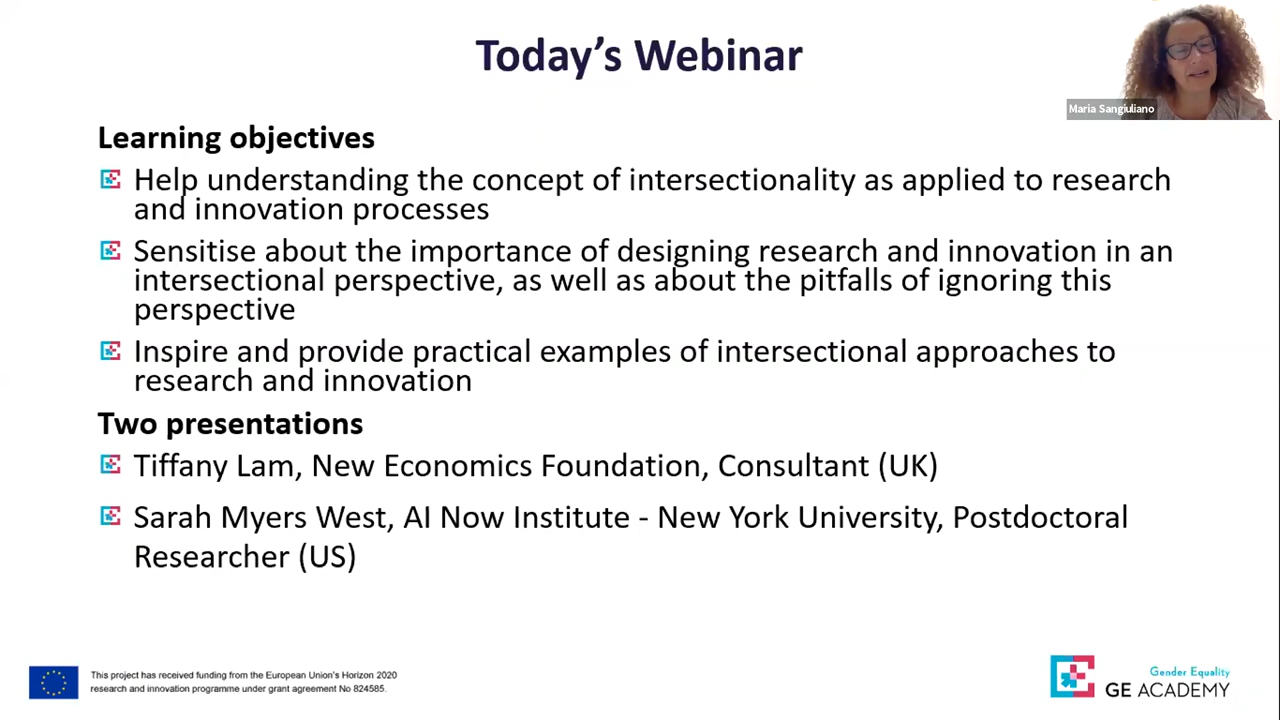 Today’s Webinar
Maria Sangiuliano
Learning objectives
Help understanding the concept of intersectionality as applied to research
and innovation processes
Sensitise about the importance of designing research and innovation in an
intersectional perspective, as well as about the pitfalls of ignoring this
perspective
Inspire and provide practical examples of intersectional approaches to
research and innovation
Two presentations
Tiffany Lam, New Economics Foundation, Consultant (UK)
Sarah Myers West, AI Now Institute - New York University, Postdoctoral
Researcher (US)
This project has received funding from the European Union’s Horizon 2020
research and innovation programme under grant agreement No 824585.
Gender Equality
GE ACADEMY